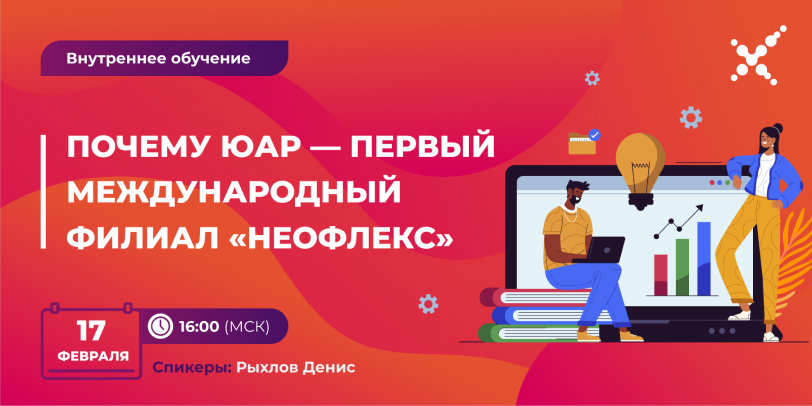 Внутреннее обучение
ПОЧЕМУ ЮАР — ПЕРВЫЙ
МЕЖДУНАРОДНЫЙ
ФИЛИАЛ «НЕОФЛЕКС»
17
ФЕВРАЛЯ
16:00 (МСК)
Спикеры: Рыхлов Денис